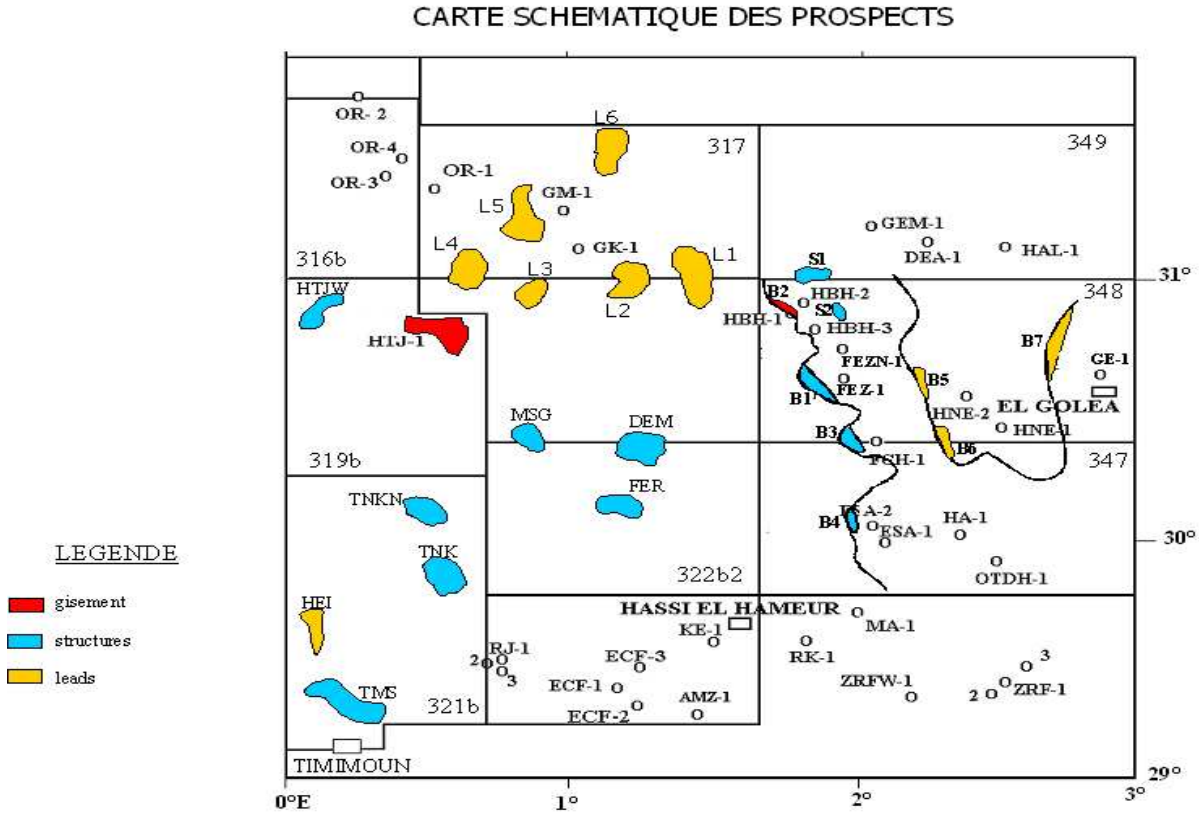 CARTE SCHEMATIQUE DES PROSPECTS
OR- 2
L6
317
349
OR-4
OR-3
OR-1
GM-1
L5
GEM-1
GK-1
DEA-1
HAL-1
L4
L1
316b
L3
S1
31°
HTJW
L2
B2
HBH-2
348
HBH-1
S2
HBH-3
HTJ-1
B7
FEZN-1
GE-1
B5
FEZ-1
B1
EL GOLEA
MSG
DEM
HNE-2
B3
HNE-1
B6
FGH-1
347
319b
FER
TNKN
ESA-2
B4
ESA-1
HA-1
30°
LEGENDE
TNK
OTDH-1
322b2
gisement
HEI
HASSI EL HAMEUR
structures
KE-1
MA-1
leads
RJ-1
2
3
ECF-3
RK-1
3
ECF-1
ZRFW-1
2
ZRF-1
TMS
321b
AMZ-1
ECF-2
TIMIMOUN
29°
0°E
1°
2°
3°